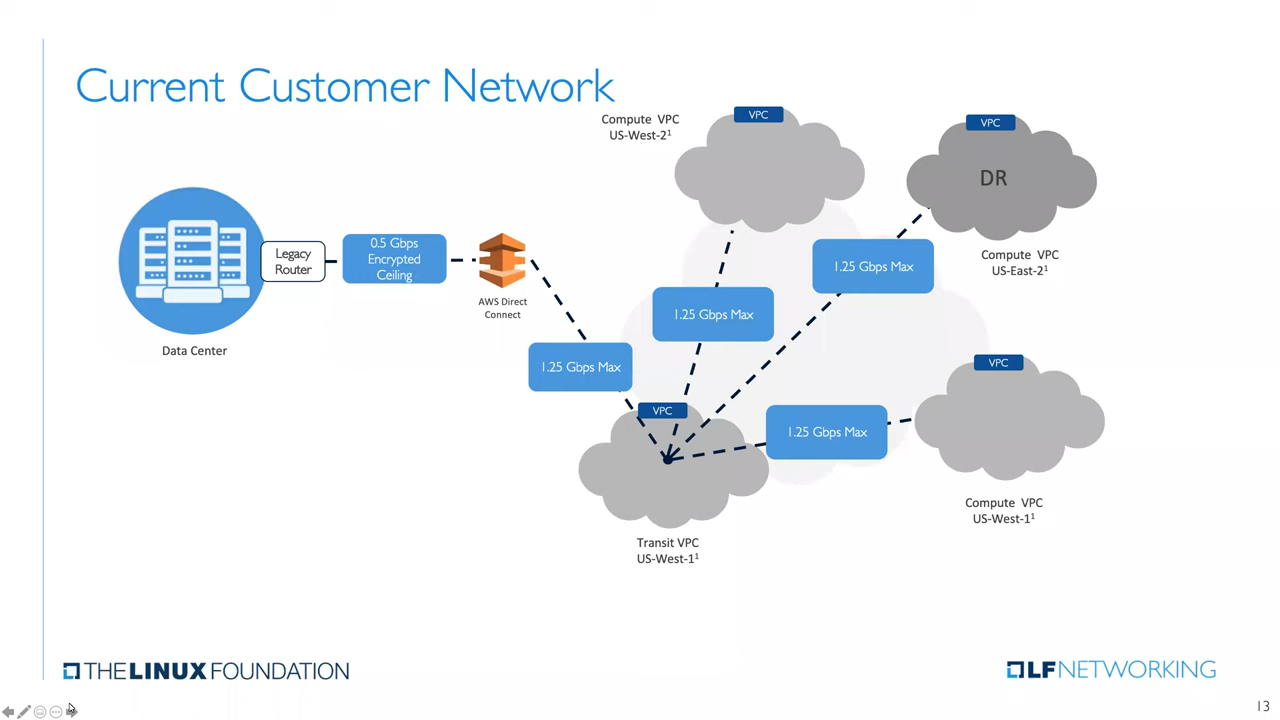 Current Customer Network
Compute VPC
US-West-2¹
VPC
VPC
DR
Compute VPC
US-East-2¹
Legacy
Router
0.5 Gbps
Encrypted
Ceiling
AWS Direct
Connect
Data Center
1.25 Gbps Max
1.25 Gbps Max
1.25 Gbps Max
1.25 Gbps Max
VPC
VPC
Compute VPC
US-West-1¹
Transit VPC
US-West-1¹
THE LINUX FOUNDATION
LF NETWORKING
13